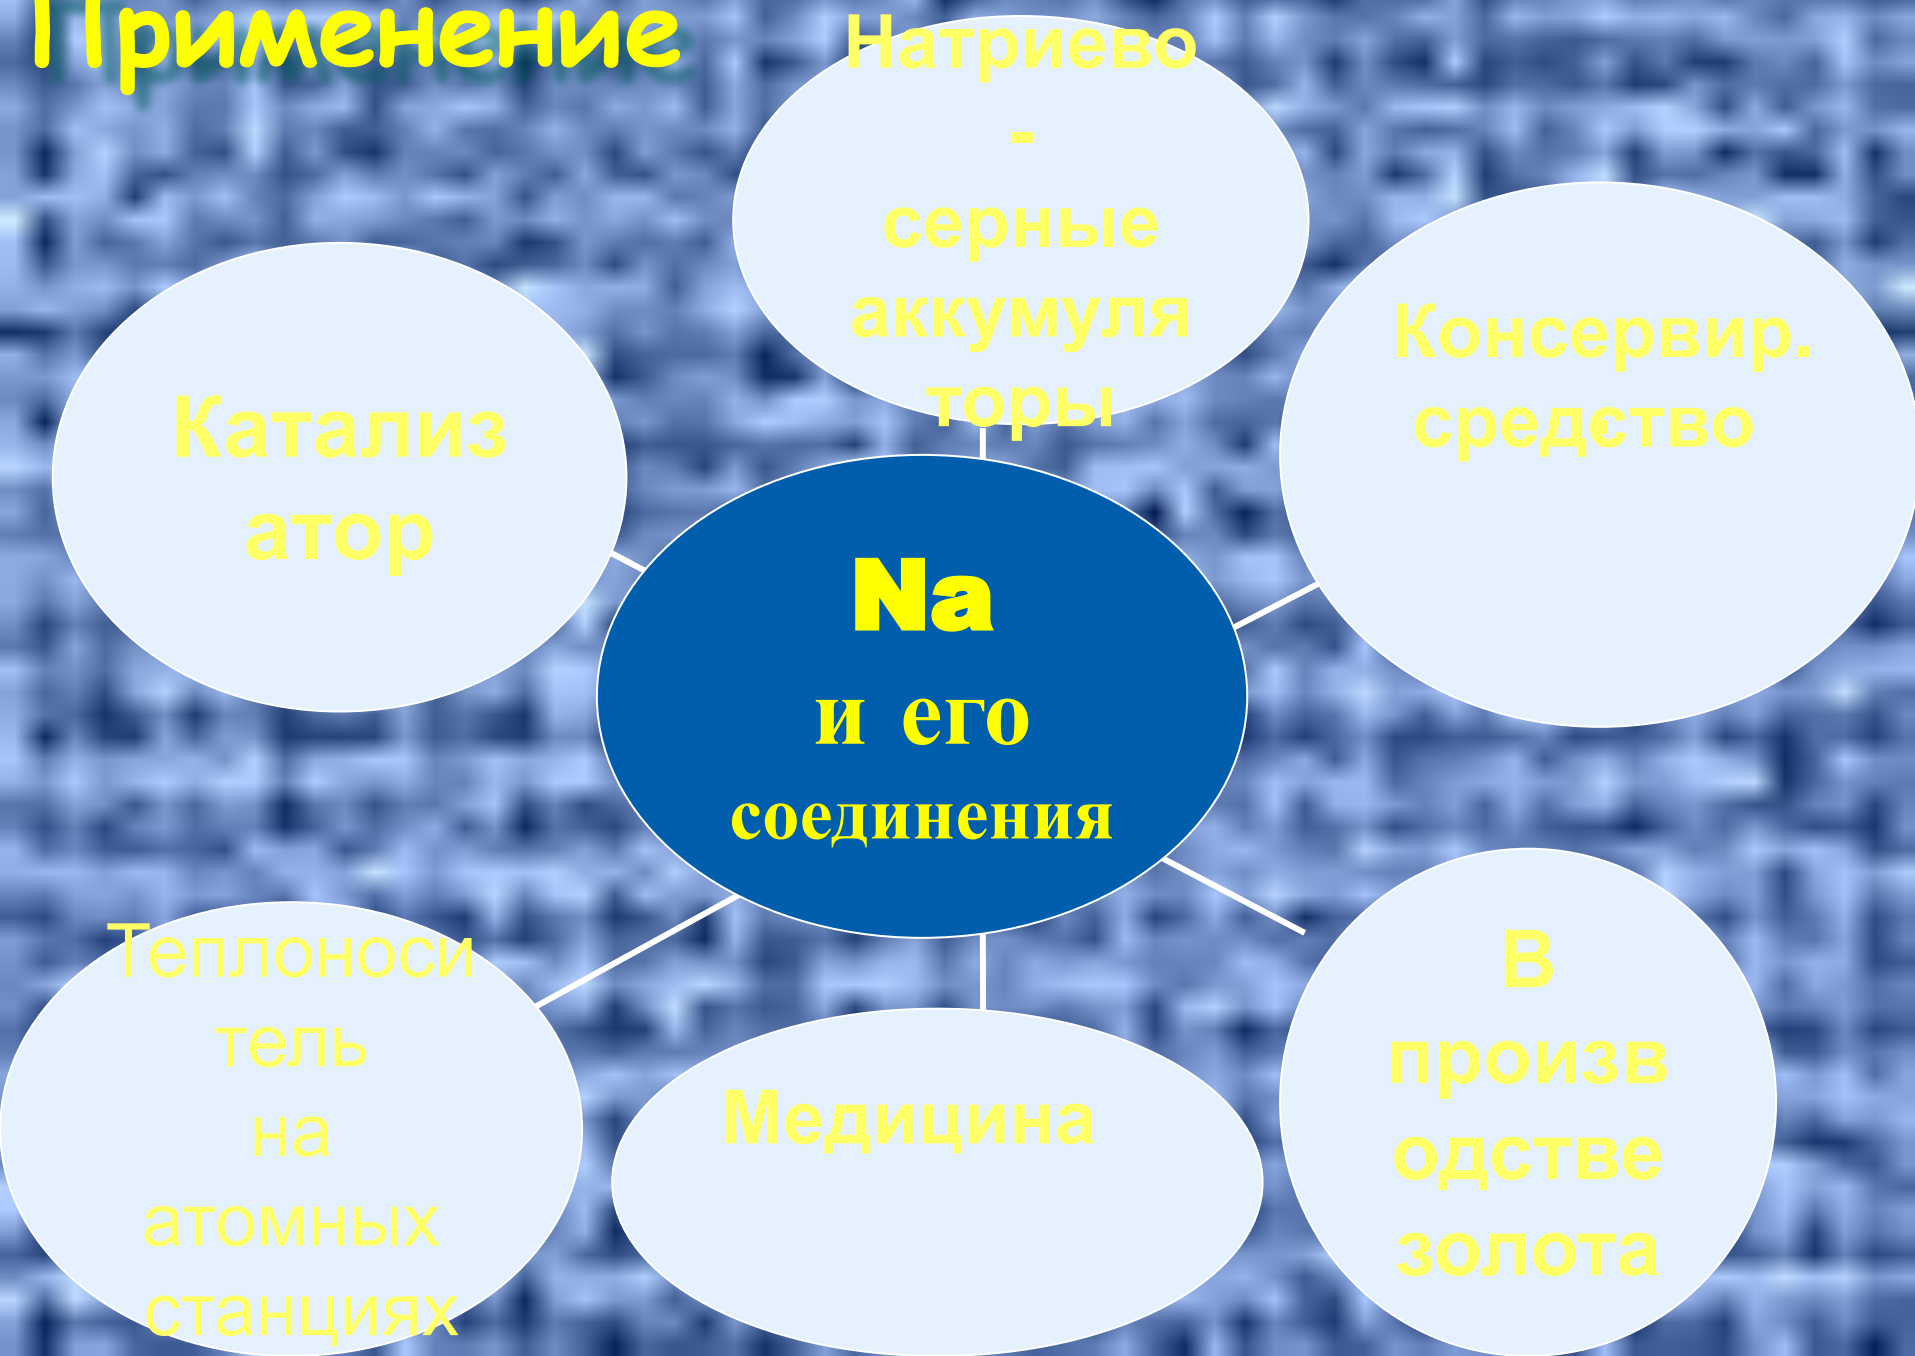 Применение
Натриево
-
серные
аккумуля
торы
Консервир.
средство
Катализ
атор
Na
и его
соединения
Теплоноси
тель
на
атомных
станциях
Медицина
В
произв
одстве
золота